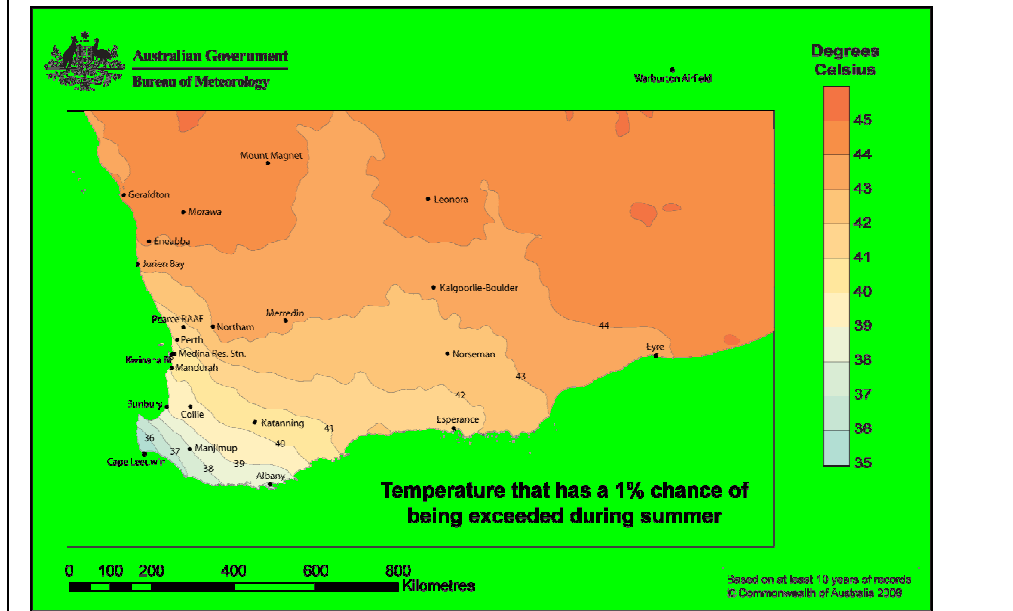 Australian Government
Bureau of Meteorology
Degrees
Celsius
Warburton Airfield
45
44
43
42
41
40
39
38
37
36
35
Mount Magnet
Geraldton
Morawa
Leonora
Eneabba
Jurien Bay
Kalgoorlie-Boulder
Merredin
Pearce RAAF
Northam
44
Perth
Eyre
Medina Res. Stn.
Norseman
Mandurah
43
42
Bunbury
Collie
Esperance
Katanning
41
36
40
37
Manjimup
Cape Leeuwin
39
38
Albany
Temperature that has a 1% chance of
being exceeded during summer
0 100 200 400 600 800
Kilometres
Based on at least 10 years of records
© Commonwealth of Australia 2009